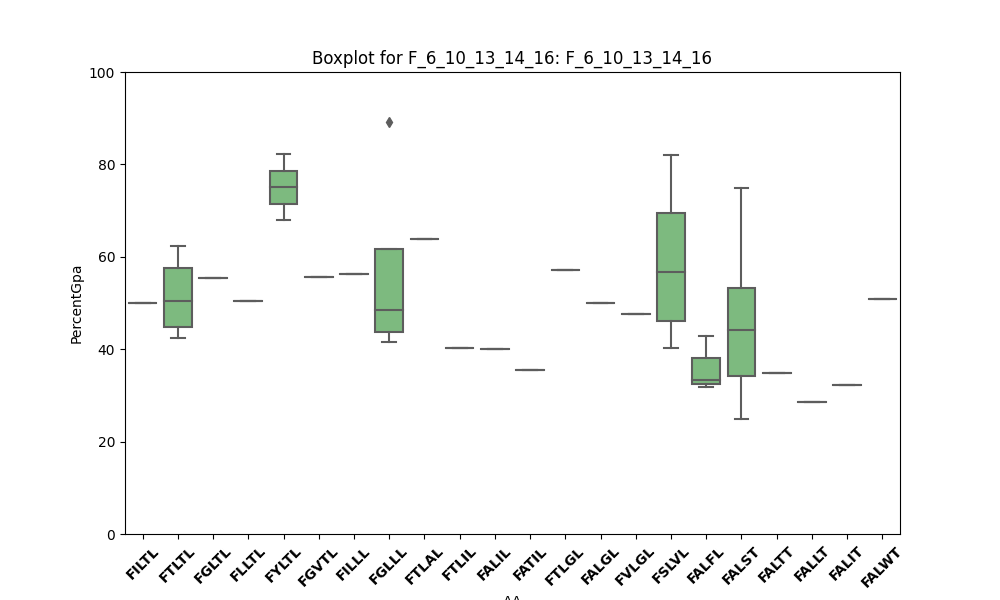 Boxplot for F_6_10_13_14_16: F_6_10_13_14_16
100
80
60
40
20
0
PercentGpa
FILTL
FTLTL
FGLTL
FLLTL
FYLTL
FGVTL
FILLL
FGLLL
FTLAL
FTLIL
FALIL
FATIL
FTLGL
FALGL
FVLGL
FSLVL
FALFL
FALST
FALTT
FALLT
FALIT
FALWT
AA